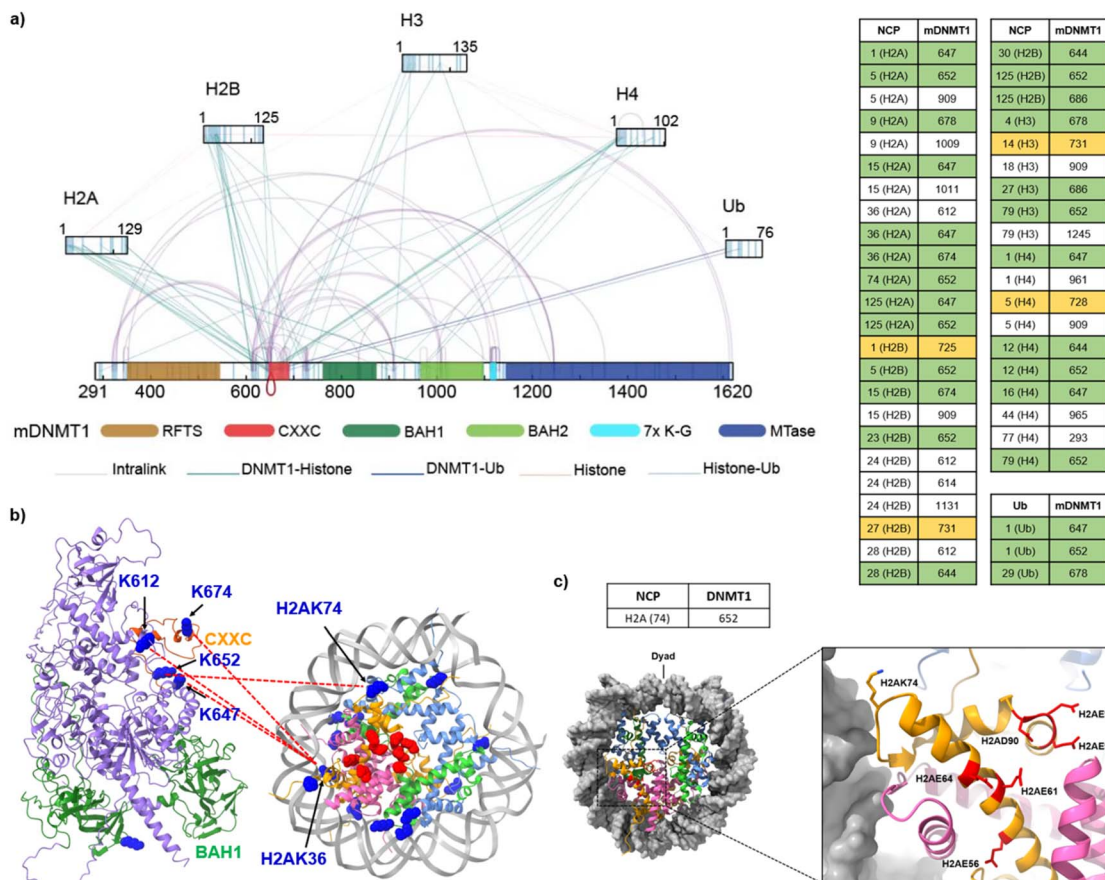 a)
H3
1 135
H2B
1 125
H4
1 102
H2A
1 129
Ub
1 76
291 400 600 800 1000 1200 1400 1620
mDNMT1 RFTS CXXC BAH1 BAH2 7x K-G MTase
Intralink DNMT1-Histone DNMT1-Ub Histone Histone-Ub
NCP mDNMT1
1 (H2A) 647
5 (H2A) 652
5 (H2A) 909
9 (H2A) 678
9 (H2A) 1009
15 (H2A) 647
15 (H2A) 1011
36 (H2A) 612
36 (H2A) 647
36 (H2A) 674
74 (H2A) 652
125 (H2A) 647
125 (H2A) 652
1 (H2B) 725
5 (H2B) 652
15 (H2B) 674
15 (H2B) 909
23 (H2B) 652
24 (H2B) 612
24 (H2B) 614
24 (H2B) 1131
27 (H2B) 731
28 (H2B) 612
28 (H2B) 644
NCP mDNMT1
30 (H2B) 644
125 (H2B) 652
125 (H2B) 686
4 (H3) 678
14 (H3) 731
18 (H3) 909
27 (H3) 686
79 (H3) 652
79 (H3) 1245
1 (H4) 647
1 (H4) 961
5 (H4) 728
5 (H4) 909
12 (H4) 644
12 (H4) 652
16 (H4) 647
44 (H4) 965
77 (H4) 293
79 (H4) 652
Ub mDNMT1
1 (Ub) 647
1 (Ub) 652
29 (Ub) 678
b)
K612
K674
CXXC
K652
K647
BAH1
H2AK74
H2AK36
c)
NCP DNMT1
H2A (74) 652
Dyad
H2AK74
H2AE
H2AD90
H2AE
H2AE64
H2AE61
H2AE56